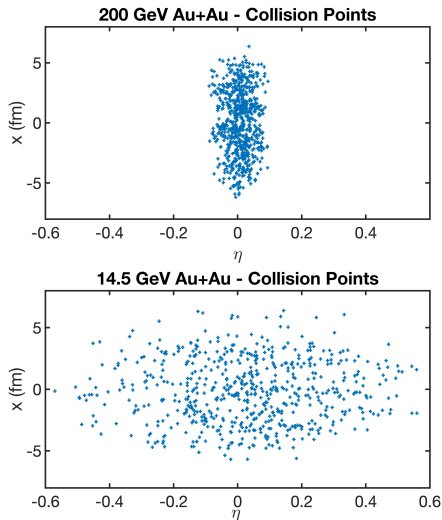 200 GeV Au+Au - Collision Points
x (fm)
5
0
-5
-0.6 -0.4 -0.2 0 0.2 0.4 0.6
η
14.5 GeV Au+Au - Collision Points
x (fm)
5
0
-5
-0.6 -0.4 -0.2 0 0.2 0.4 0.6
η